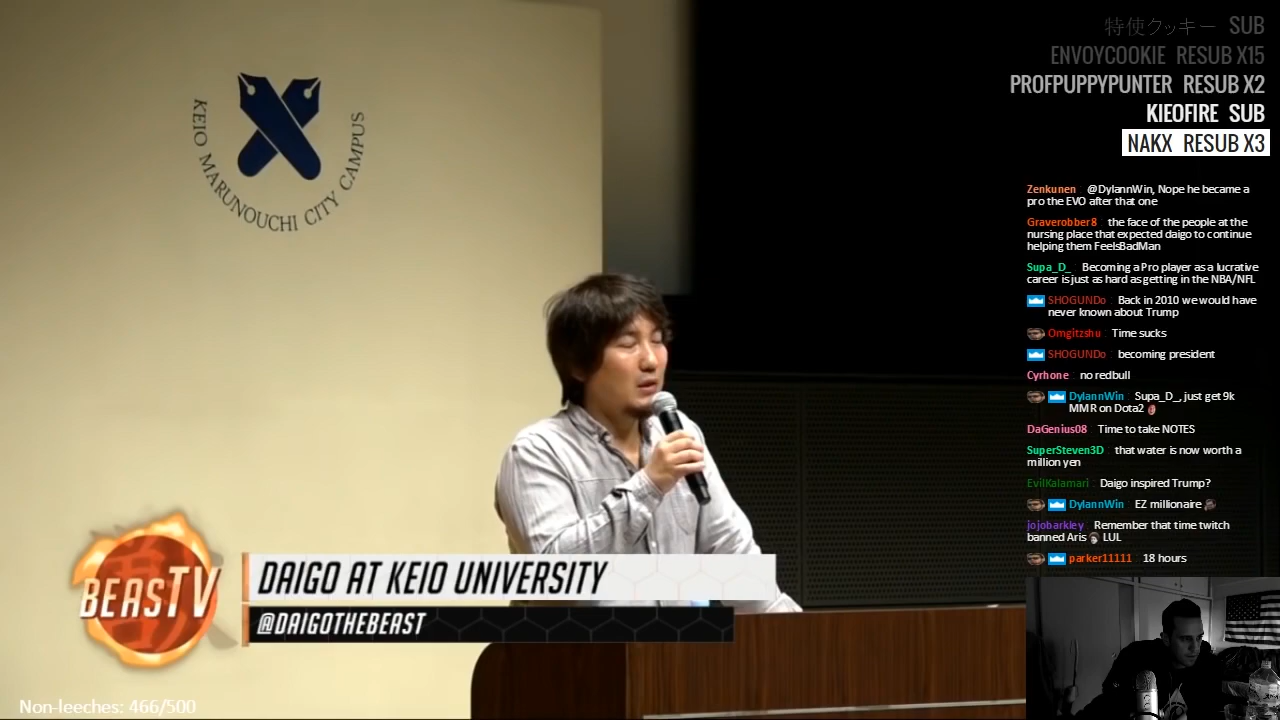 KEIO MARUNOUCHI CITY CAMPUS
BEASTV
DAIGO AT KEIO UNIVERSITY
@DAIGOTHEBEAST
Non-leeches: 466/500
特使クッキー SUB
ENVOYCOOKIE RESUB X15
PROFPUPPYPUNTER RESUB X2
KIEOFIRE SUB
NAKX RESUB X3
Zenkunen : @DylannWin, Nope he became a
pro the EVO after that one
Graverobber8 : the face of the people at the
nursing place that expected daigo to continue
helping them FeelsBadMan
Supa_D_ : Becoming a Pro player as a lucrative
career is just as hard as getting in the NBA/NFL
SHOGUNDo : Back in 2010 we would have
never known about Trump
Omgitzshu : Time sucks
SHOGUNDo : becoming president
Cyrhone : no redbull
DylannWin : Supa_D_, just get 9k
MMR on Dota2
DaGenius08 : Time to take NOTES
SuperSteven3D : that water is now worth a
million yen
EvilKalamari : Daigo inspired Trump?
DylannWin : EZ millionaire
jojobarkley : Remember that time twitch
banned Aris LUL
parker11111 : 18 hours